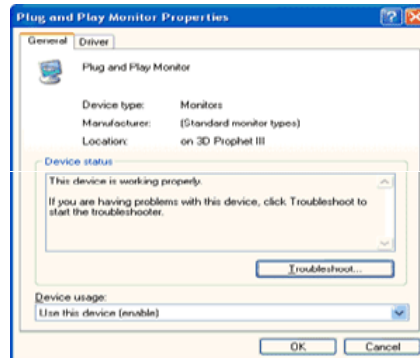 Plug and Play Monitor Properties
General Driver
Plug and Play Monitor
Device type: Monitors
Manufacturer: (Standard monitor types)
Location: on 3D Prophet III
Device status
This device is working properly.
If you are having problems with this device, click Troubleshoot to
start the troubleshooter.
Troubleshoot...
Device usage:
Use this device (enable)
OK Cancel